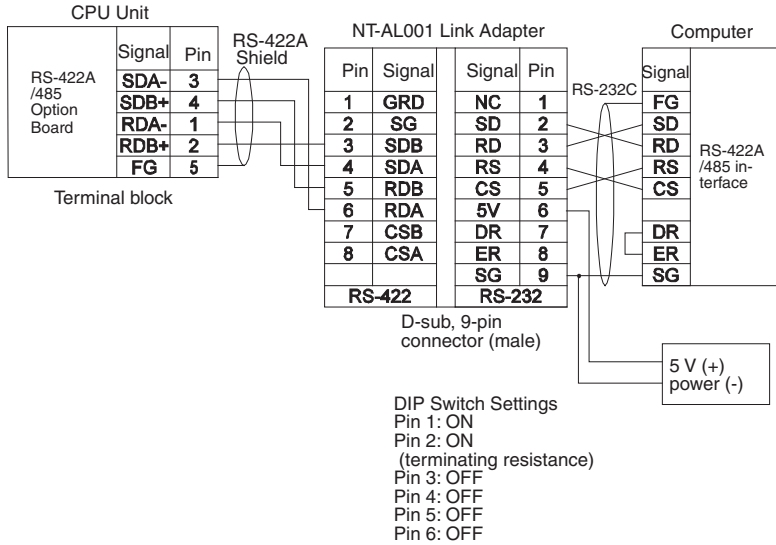 CPU Unit
Signal Pin
RS-422A
/485
Option
Board
SDA- 3
SDB+ 4
RDA- 1
RDB+ 2
FG 5
Terminal block
RS-422A
Shield
NT-AL001 Link Adapter
Pin Signal
1 GRD
2 SG
3 SDB
4 SDA
5 RDB
6 RDA
7 CSB
8 CSA
RS-422
Signal Pin
NC 1
SD 2
RD 3
RS 4
CS 5
5V 6
DR 7
ER 8
SG 9
RS-232
D-sub, 9-pin
connector (male)
RS-232C
Computer
Signal
FG
SD
RD
RS
CS
DR
ER
SG
RS-422A
/485 in-
terface
5 V (+)
power (-)
DIP Switch Settings
Pin 1: ON
Pin 2: ON
(terminating resistance)
Pin 3: OFF
Pin 4: OFF
Pin 5: OFF
Pin 6: OFF